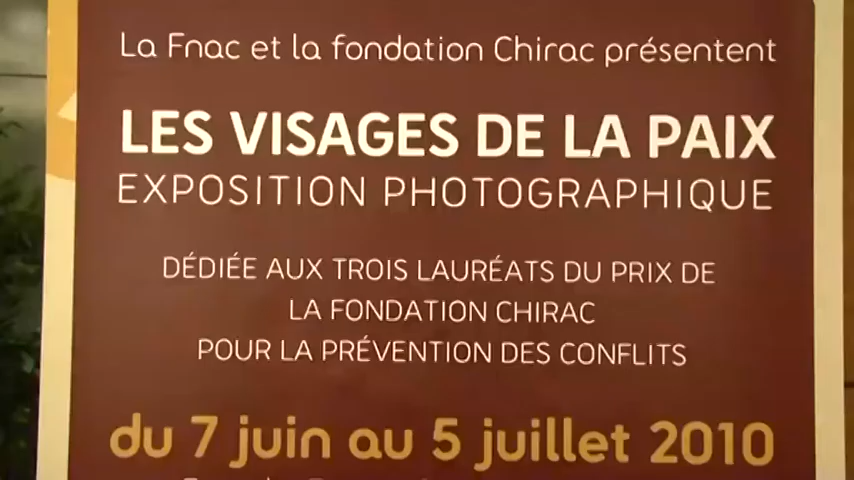 La Fnac et la fondation Chirac présentent
LES VISAGES DE LA PAIX
EXPOSITION PHOTOGRAPHIQUE
DÉDIÉE AUX TROIS LAURÉATS DU PRIX DE
LA FONDATION CHIRAC
POUR LA PRÉVENTION DES CONFLITS
du 7 juin au 5 juillet 2010